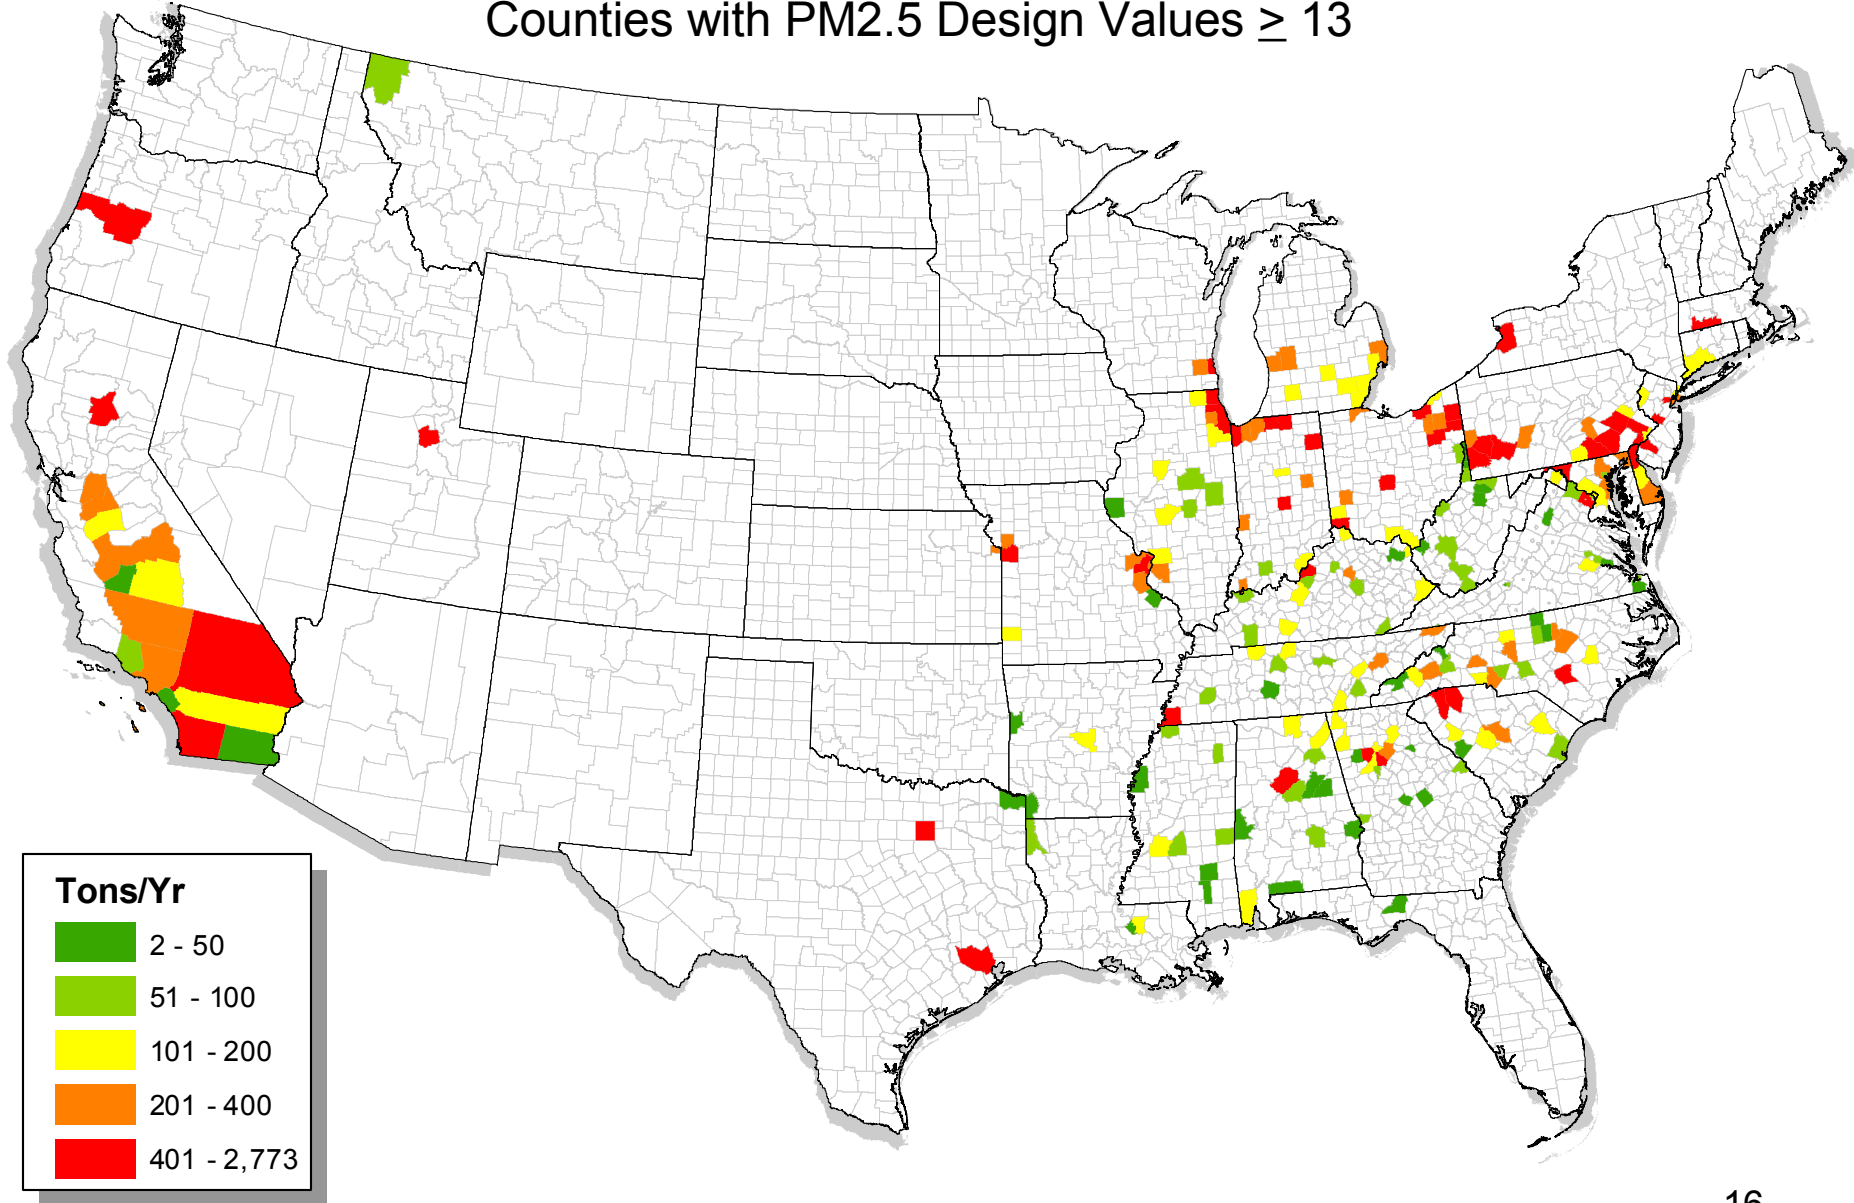 Counties with PM2.5 Design Values ≥ 13
Tons/Yr
2 - 50
51 - 100
101 - 200
201 - 400
401 - 2,773
16